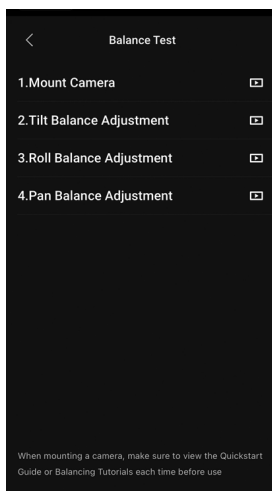 Balance Test
1.Mount Camera
2.Tilt Balance Adjustment
3.Roll Balance Adjustment
4.Pan Balance Adjustment
When mounting a camera, make sure to view the Quickstart
Guide or Balancing Tutorials each time before use